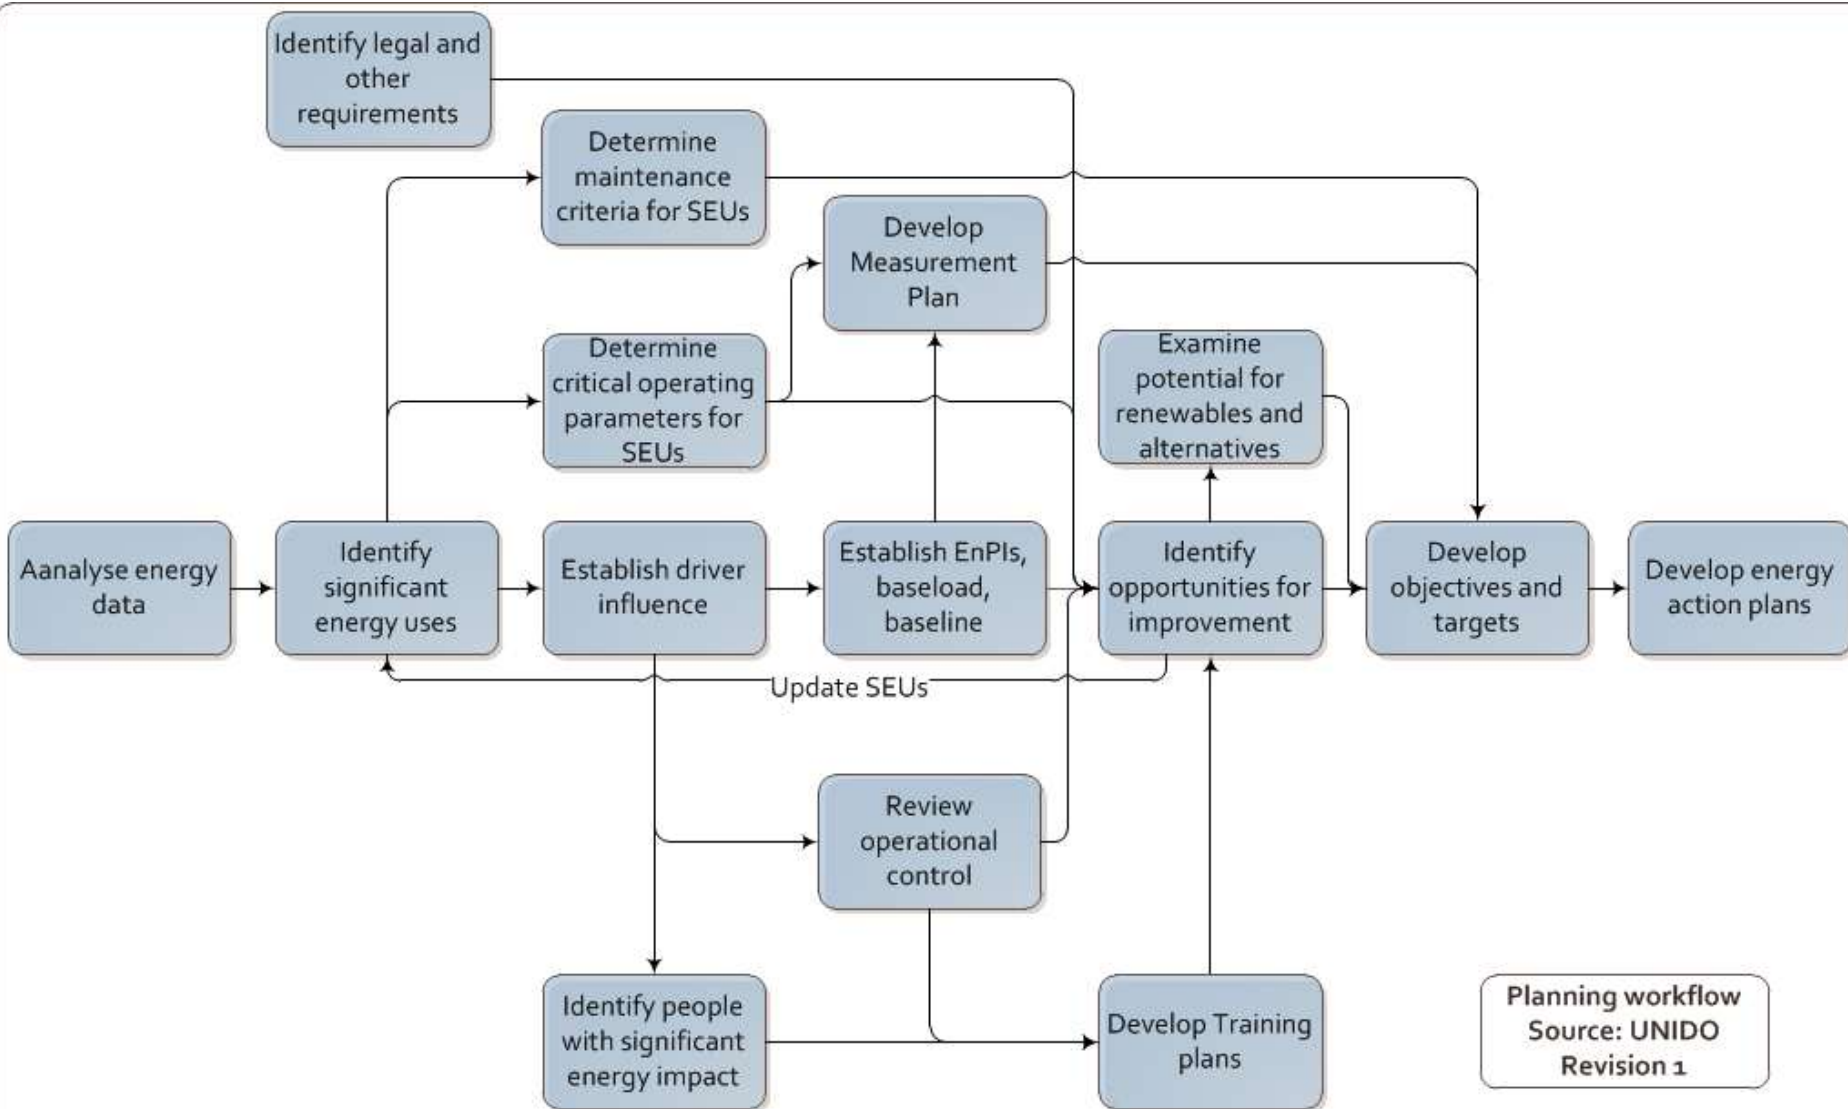 Identify legal and
other
requirements
Determine
maintenance
criteria for SEUs
Develop
Measurement
Plan
Determine
critical operating
parameters for
SEUs
Examine
potential for
renewables and
alternatives
Aanalyse energy
data
Identify
significant
energy uses
Establish driver
influence
Establish EnPIs,
baseload,
baseline
Identify
opportunities for
improvement
Develop
objectives and
targets
Develop energy
action plans
Update SEUs
Review
operational
control
Identify people
with significant
energy impact
Develop Training
plans
Planning workflow
Source: UNIDO
Revision 1